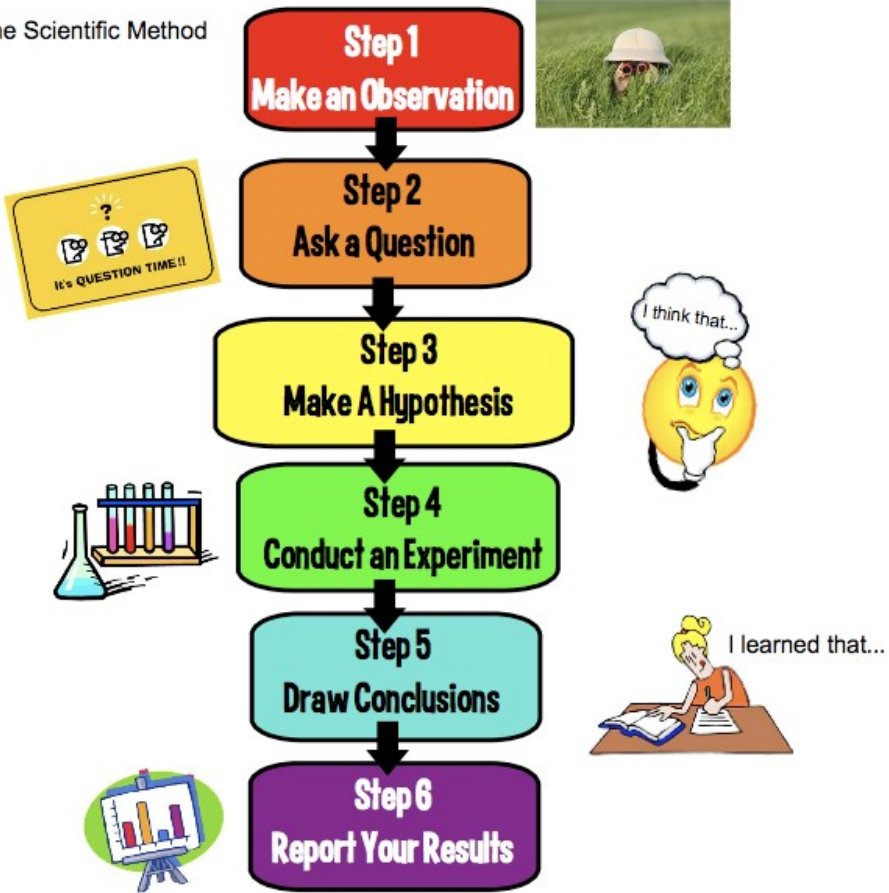 he Scientific Method
Step 1
Make an Observation
Step 2
Ask a Question
?
It's QUESTION TIME!!
Step 3
Make A Hypothesis
I think that...
Step 4
Conduct an Experiment
Step 5
Draw Conclusions
I learned that...
Step 6
Report Your Results